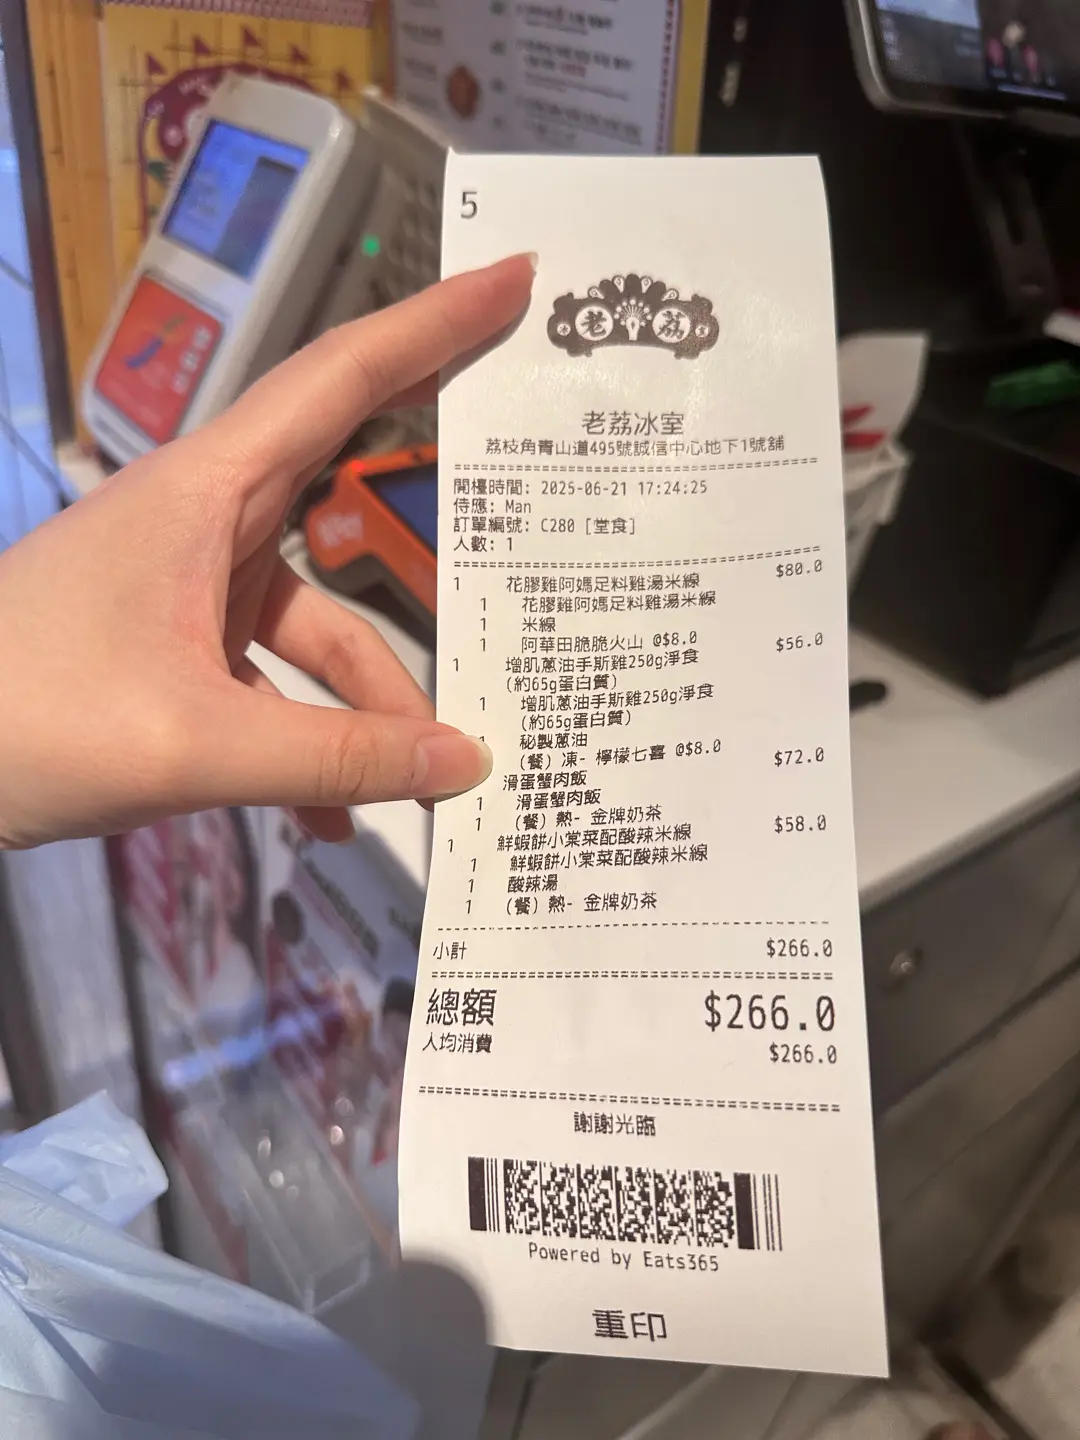 5
老 荔
老荔冰室
荔枝角青山道495號誠信中心地下1號舖
開檯時間: 2025-06-21 17:24:25
侍應: Man
訂單編號: C280 [堂食]
人數: 1
1 花膠雞阿媽足料雞湯米線 $80.0
1 花膠雞阿媽足料雞湯米線
1 米線
1 阿華田脆脆火山 @$8.0
1 增肌蔥油手斯雞250g淨食 $56.0
(約65g蛋白質)
1 增肌蔥油手斯雞250g淨食
(約65g蛋白質)
秘製蔥油
(餐) 凍- 檸檬七喜 @$8.0
滑蛋蟹肉飯 $72.0
1 滑蛋蟹肉飯
1 (餐) 熱- 金牌奶茶
1 鮮蝦餅小棠菜配酸辣米線 $58.0
1 鮮蝦餅小棠菜配酸辣米線
1 酸辣湯
1 (餐) 熱- 金牌奶茶
小計 $266.0
總額 $266.0
人均消費 $266.0
謝謝光臨
Powered by Eats365
重印